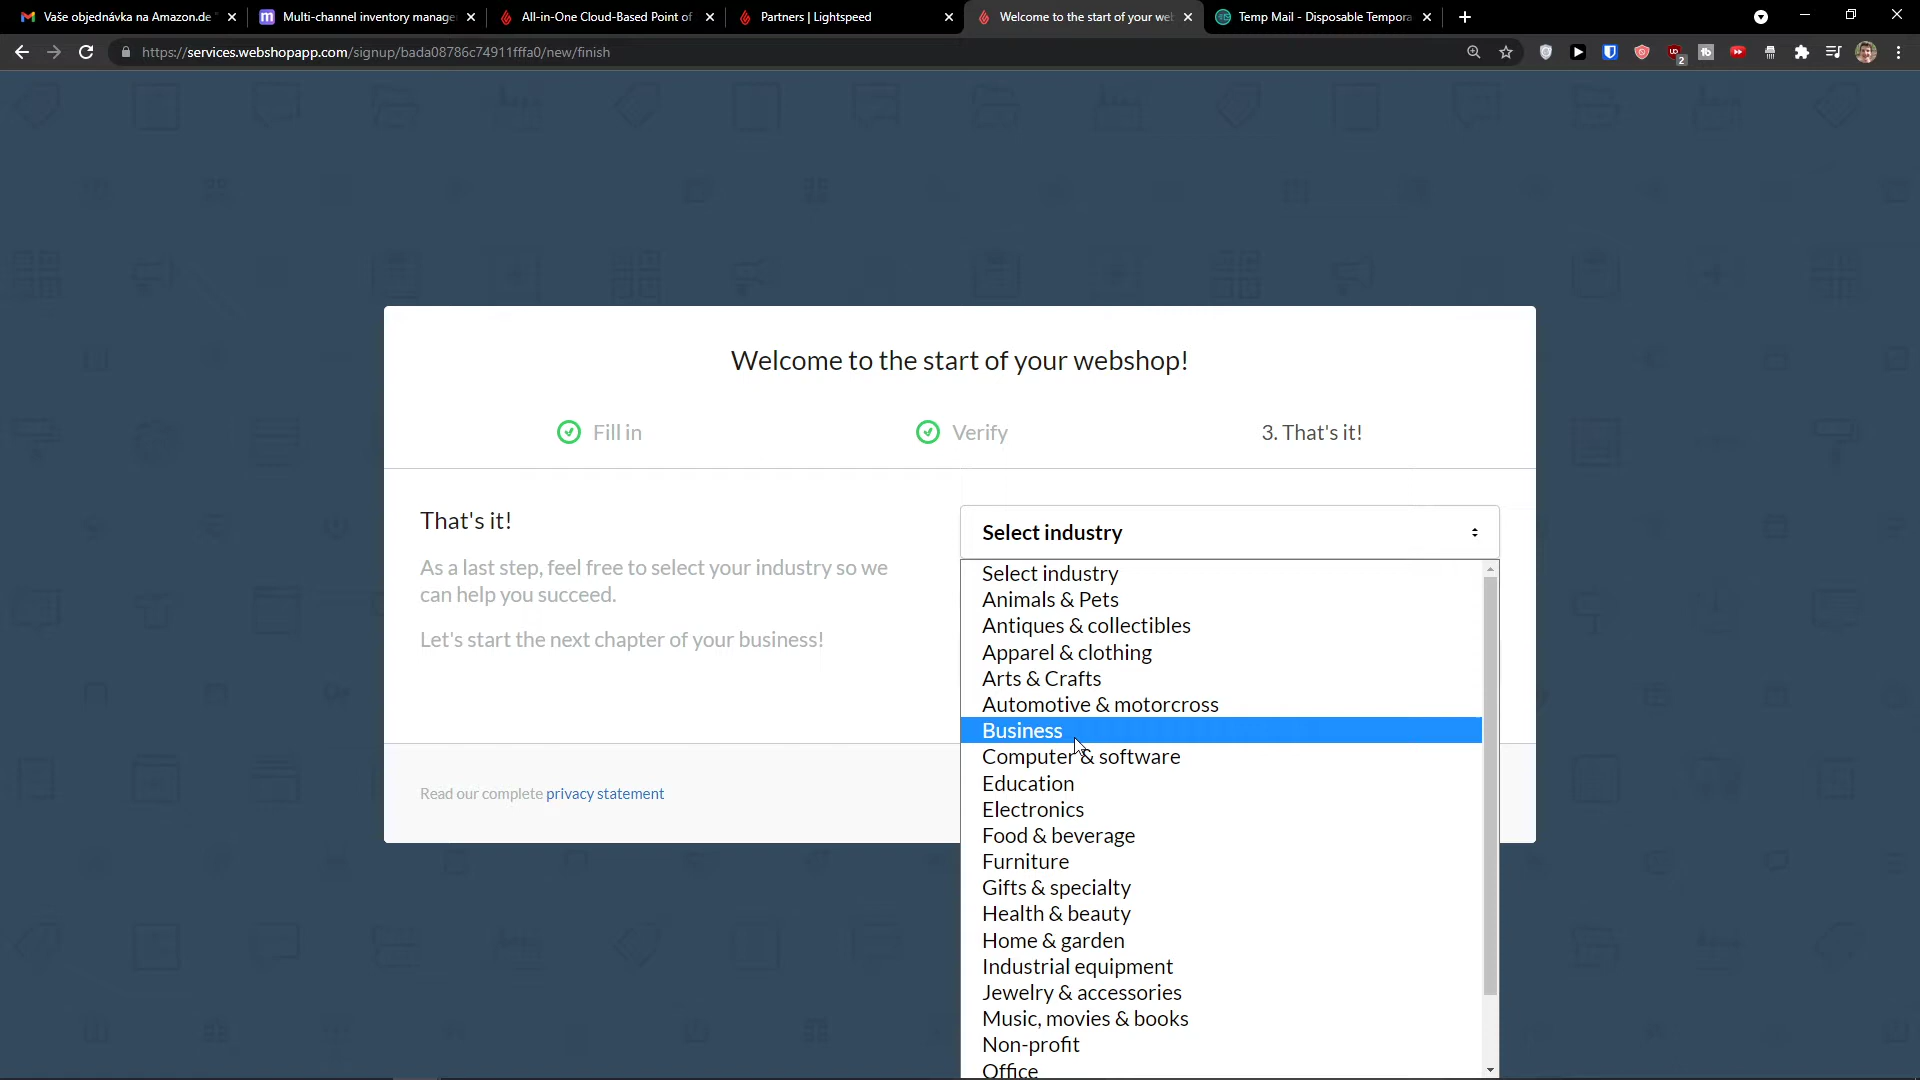 Vaše objednávka na Amazon.de
Multi-channel inventory manage
All-in-One Cloud-Based Point of
Partners | Lightspeed
Welcome to the start of your we
Temp Mail - Disposable Tempora
https://services.webshopapp.com/signup/bada08786c74911fffa0/new/finish
2
Welcome to the start of your webshop!
Fill in
Verify
3. That's it!
That's it!
As a last step, feel free to select your industry so we
can help you succeed.
Let's start the next chapter of your business!
Read our complete privacy statement
Select industry
Select industry
Animals & Pets
Antiques & collectibles
Apparel & clothing
Arts & Crafts
Automotive & motorcross
Business
Computer & software
Education
Electronics
Food & beverage
Furniture
Gifts & specialty
Health & beauty
Home & garden
Industrial equipment
Jewelry & accessories
Music, movies & books
Non-profit
Office